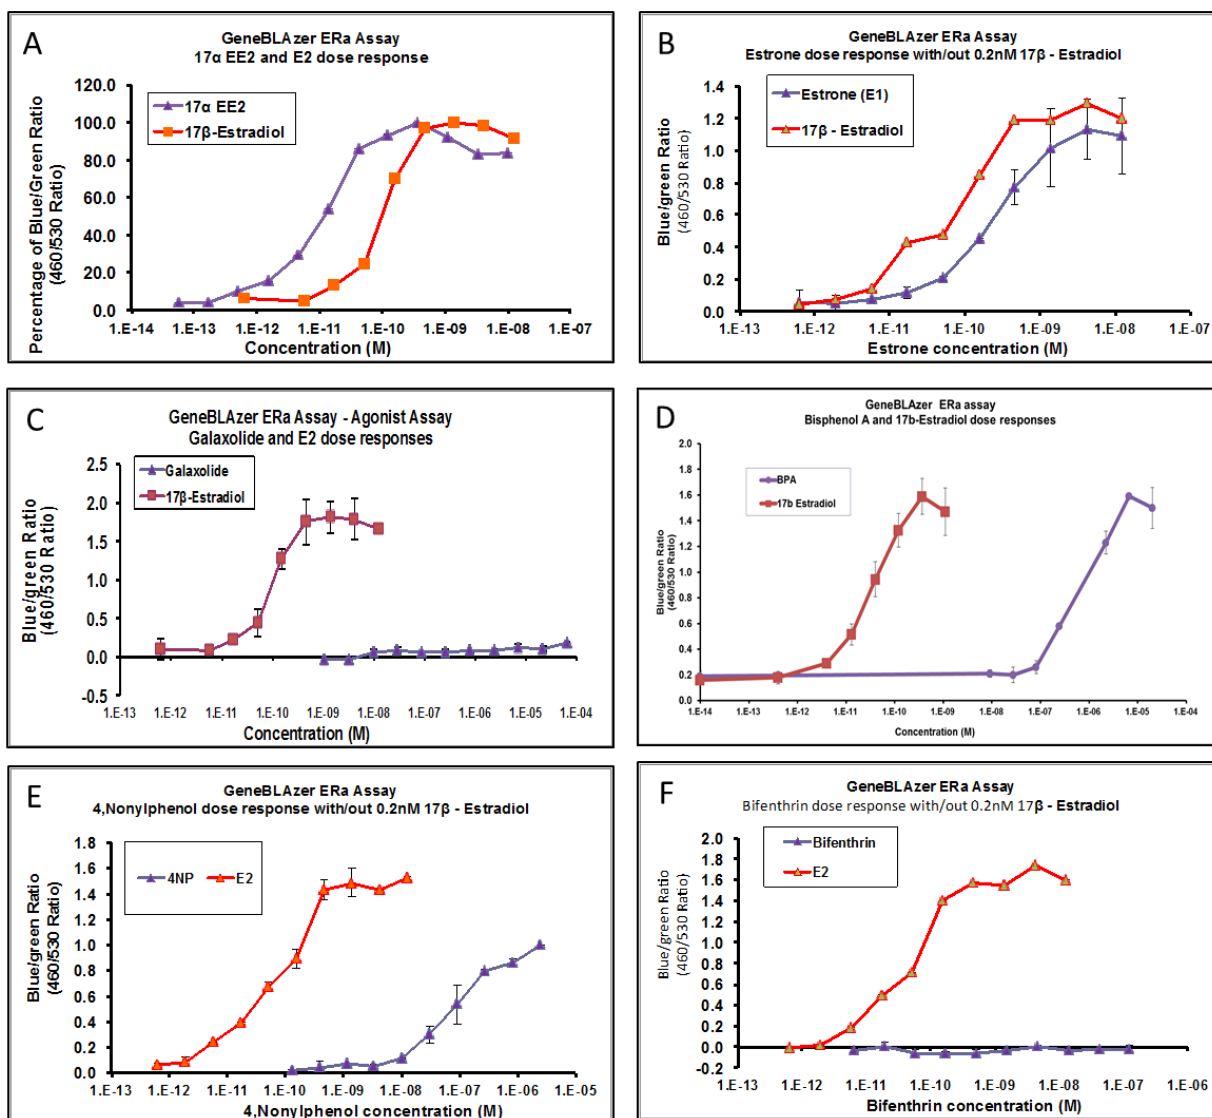 A
GeneBLAzer ERa Assay
17α EE2 and E2 dose response
17α EE2
17β-Estradiol
Percentage of Blue/Green Ratio
(460/530 Ratio)
120.0
100.0
80.0
60.0
40.0
20.0
0.0
1.E-14 1.E-13 1.E-12 1.E-11 1.E-10 1.E-09 1.E-08 1.E-07
Concentration (M)
B
GeneBLAzer ERa Assay
Estrone dose response with/out 0.2nM 17β - Estradiol
Estrone (E1)
17β - Estradiol
Blue/green Ratio
(460/530 Ratio)
1.4
1.2
1.0
0.8
0.6
0.4
0.2
0.0
1.E-13 1.E-12 1.E-11 1.E-10 1.E-09 1.E-08 1.E-07
Estrone concentration (M)
C
GeneBLAzer ERa Assay - Agonist Assay
Galaxolide and E2 dose responses
Galaxolide
17β-Estradiol
Blue/green Ratio
(460/530 Ratio)
2.5
2.0
1.5
1.0
0.5
0.0
-0.5
1.E-13 1.E-12 1.E-11 1.E-10 1.E-09 1.E-08 1.E-07 1.E-06 1.E-05 1.E-04
Concentration (M)
D
GeneBLAzer ERa assay
Bisphenol A and 17b-Estradiol dose responses
BPA
17b Estradiol
Blue/green Ratio
(460/530 Ratio)
2.0
1.8
1.6
1.4
1.2
1.0
0.8
0.6
0.4
0.2
0.0
1.E-14 1.E-13 1.E-12 1.E-11 1.E-10 1.E-09 1.E-08 1.E-07 1.E-06 1.E-05 1.E-04
Concentration (M)
E
GeneBLAzer ERa Assay
4,Nonylphenol dose response with/out 0.2nM 17β - Estradiol
4NP E2
Blue/green Ratio
(460/530 Ratio)
1.8
1.6
1.4
1.2
1.0
0.8
0.6
0.4
0.2
0.0
1.E-13 1.E-12 1.E-11 1.E-10 1.E-09 1.E-08 1.E-07 1.E-06 1.E-05
4,Nonylphenol concentration (M)
F
GeneBLAzer ERa Assay
Bifenthrin dose response with/out 0.2nM 17β - Estradiol
Bifenthrin
E2
Blue/green Ratio
(460/530 Ratio)
2.0
1.8
1.6
1.4
1.2
1.0
0.8
0.6
0.4
0.2
0.0
-0.2
1.E-13 1.E-12 1.E-11 1.E-10 1.E-09 1.E-08 1.E-07 1.E-06
Bifenthrin concentration (M)